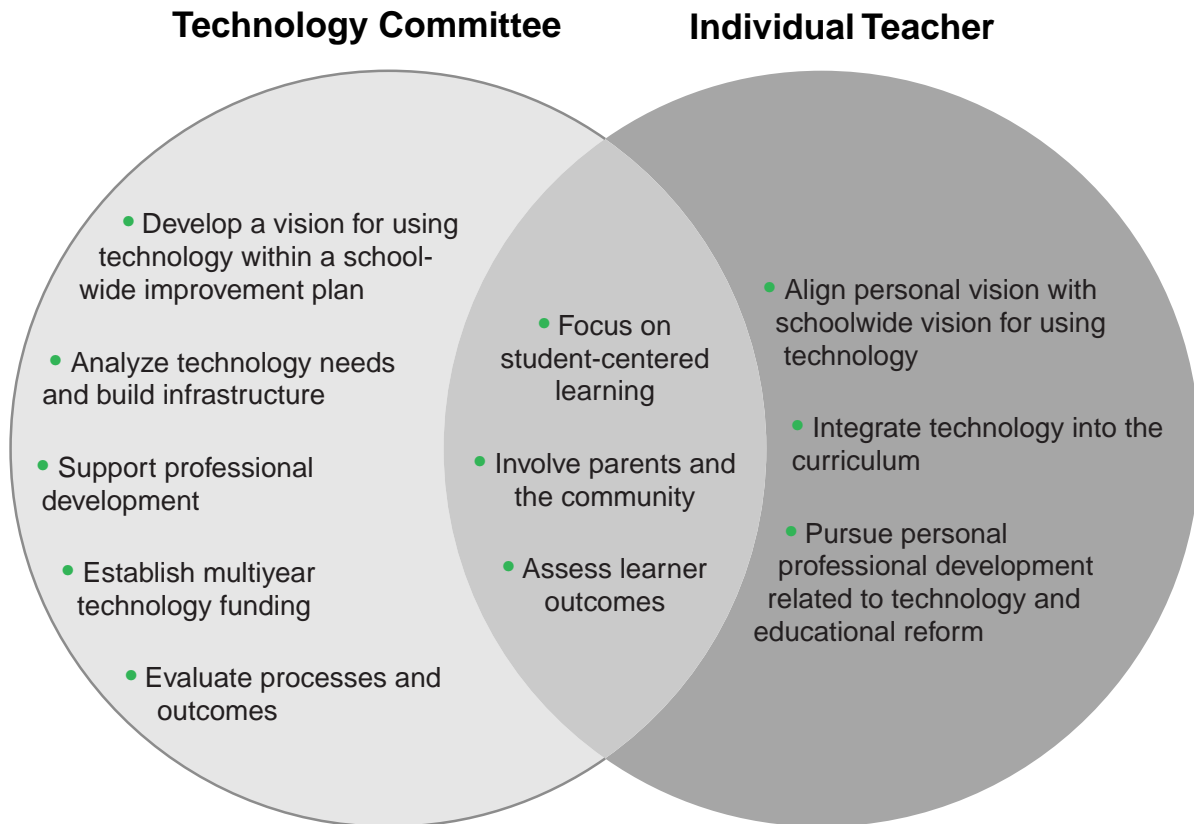 Technology Committee
Individual Teacher
• Develop a vision for using
technology within a school-
wide improvement plan
• Analyze technology needs
and build infrastructure
• Support professional
development
• Establish multiyear
technology funding
• Evaluate processes and
outcomes
• Focus on
student-centered
learning
• Involve parents and
the community
• Assess learner
outcomes
• Align personal vision with
schoolwide vision for using
technology
• Integrate technology into the
curriculum
• Pursue personal
professional development
related to technology and
educational reform